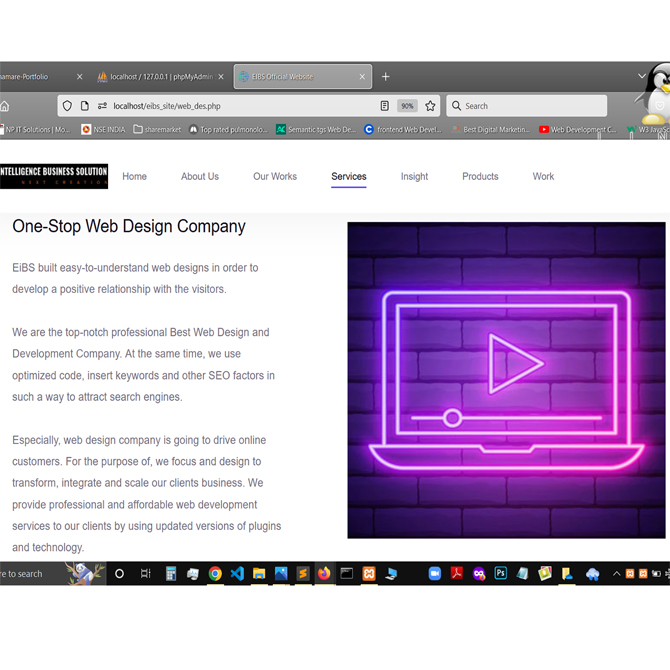 amare-Portfolio
localhost / 127.0.0.1 | phpMyAdmin
EIBS Official Website
localhost/eibs_site/web_des.php
90%
Search
NP IT Solutions | Mo...
NSE INDIA
sharemarket
Top rated pulmonolo...
Semantic tgs Web De...
frontend Web Devel...
Best Digital Marketin...
Web Development C...
W3 JavaSc
NTELLIGENCE BUSINESS SOLUTION
NEXT CREATION
Home
About Us
Our Works
Services
Insight
Products
Work
One-Stop Web Design Company
EiBS built easy-to-understand web designs in order to
develop a positive relationship with the visitors.
We are the top-notch professional Best Web Design and
Development Company. At the same time, we use
optimized code, insert keywords and other SEO factors in
such a way to attract search engines.
Especially, web design company is going to drive online
customers. For the purpose of, we focus and design to
transform, integrate and scale our clients business. We
provide professional and affordable web development
services to our clients by using updated versions of plugins
and technology.
re to search
Ps